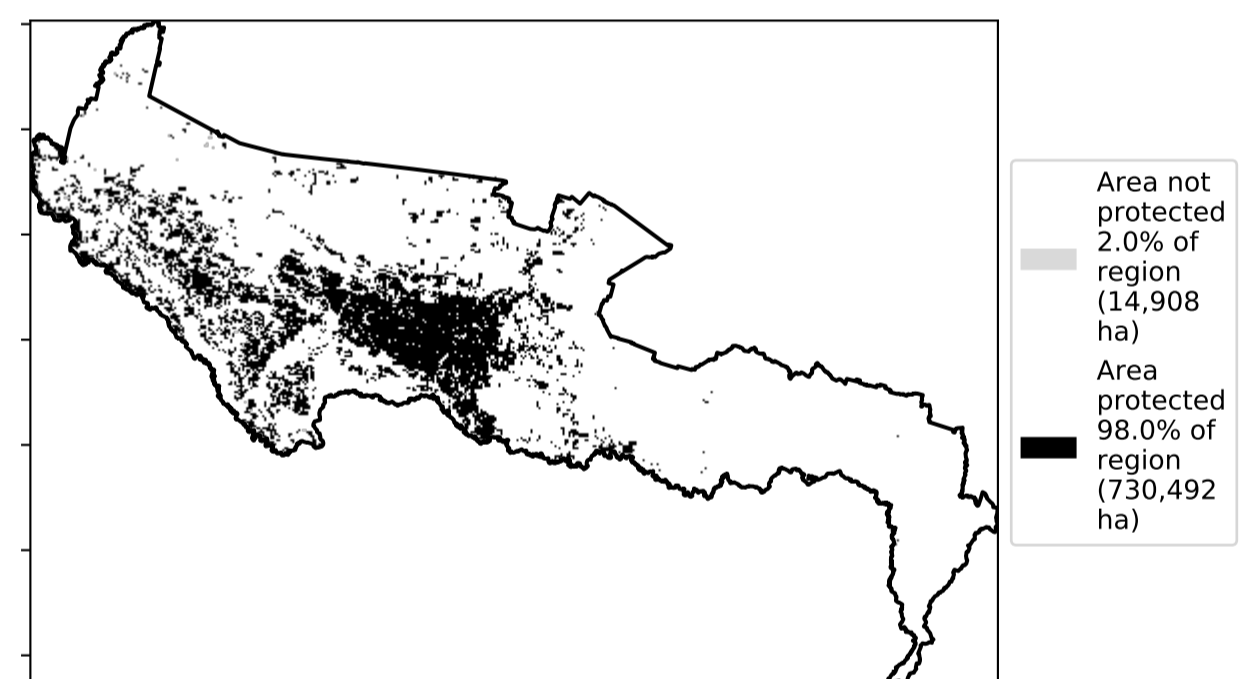 Area not
protected
2.0% of
region
(14,908
ha)
Area
protected
98.0% of
region
(730,492
ha)